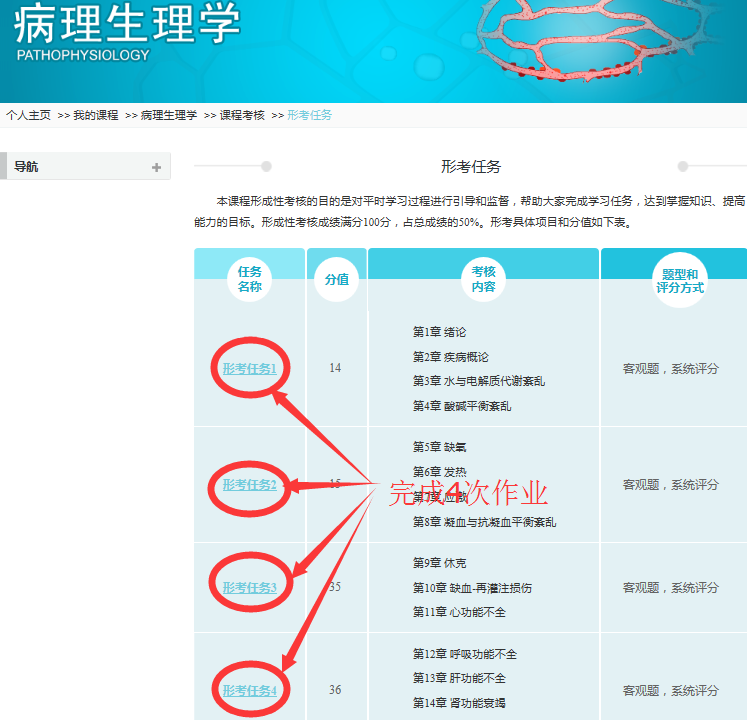 病理生理学
PATHOPHYSIOLOGY
个人主页 >> 我的课程 >> 病理生理学 >> 课程考核 >> 形考任务
导航
形考任务
本课程形成性考核的目的是对平时学习过程进行引导和监督，帮助大家完成学习任务，达到掌握知识、提高
能力的目标。形成性考核成绩满分100分，占总成绩的50%。形考具体项目和分值如下表。
任务
名称
分值
考核
内容
题型和
评分方式
形考任务1
14
第1章 绪论
第2章 疾病概论
第3章 水与电解质代谢紊乱
第4章 酸碱平衡紊乱
客观题，系统评分
形考任务2
15
第5章 缺氧
第6章 发热
第7章 应激
第8章 凝血与抗凝血平衡紊乱
客观题，系统评分
完成4次作业
形考任务3
35
第9章 休克
第10章 缺血-再灌注损伤
第11章 心功能不全
客观题，系统评分
形考任务4
36
第12章 呼吸功能不全
第13章 肝功能不全
第14章 肾功能衰竭
客观题，系统评分